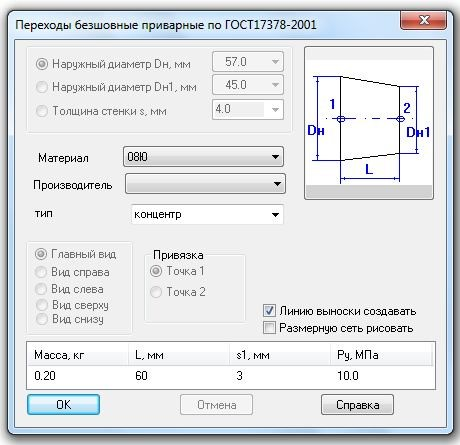 Переходы безшовные приварные по ГОСТ17378-2001
Наружный диаметр Dн, мм 57.0
Наружный диаметр Dн1, мм 45.0
Толщина стенки s, мм 4.0
1 2
Dн Dн1
L
Материал 08Ю
Производитель
тип концентр
Главный вид
Вид справа
Вид слева
Вид сверху
Вид снизу
Привязка
Точка 1
Точка 2
Линию выноски создавать
Размерную сеть рисовать
Масса, кг L, мм s1, мм Ру, МПа
0.20 60 3 10.0
OK Отмена Справка